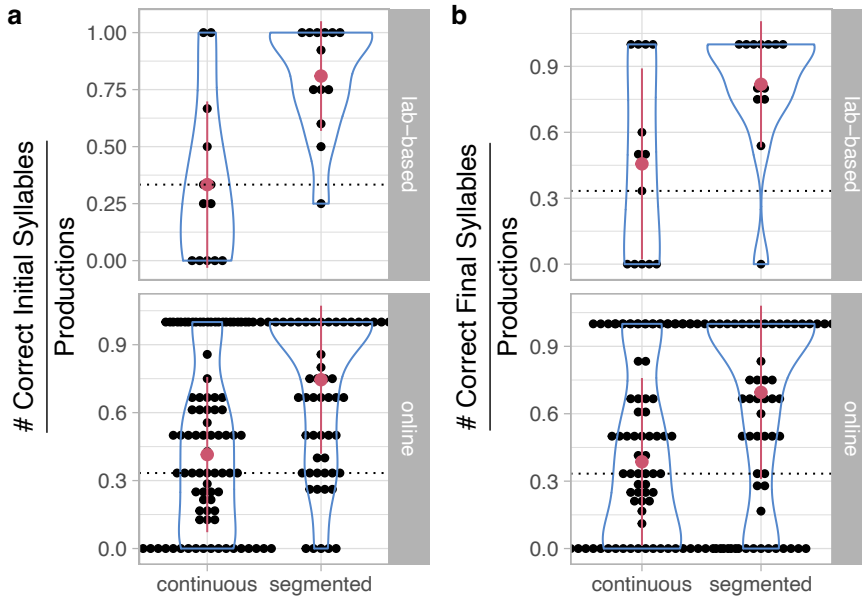 a
# Correct Initial Syllables
Productions
1.00
0.75
0.50
0.25
0.00
lab−based
0.9
0.6
0.3
0.0
online
continuous
segmented
b
# Correct Final Syllables
Productions
0.9
0.6
0.3
0.0
lab−based
0.9
0.6
0.3
0.0
online
continuous
segmented